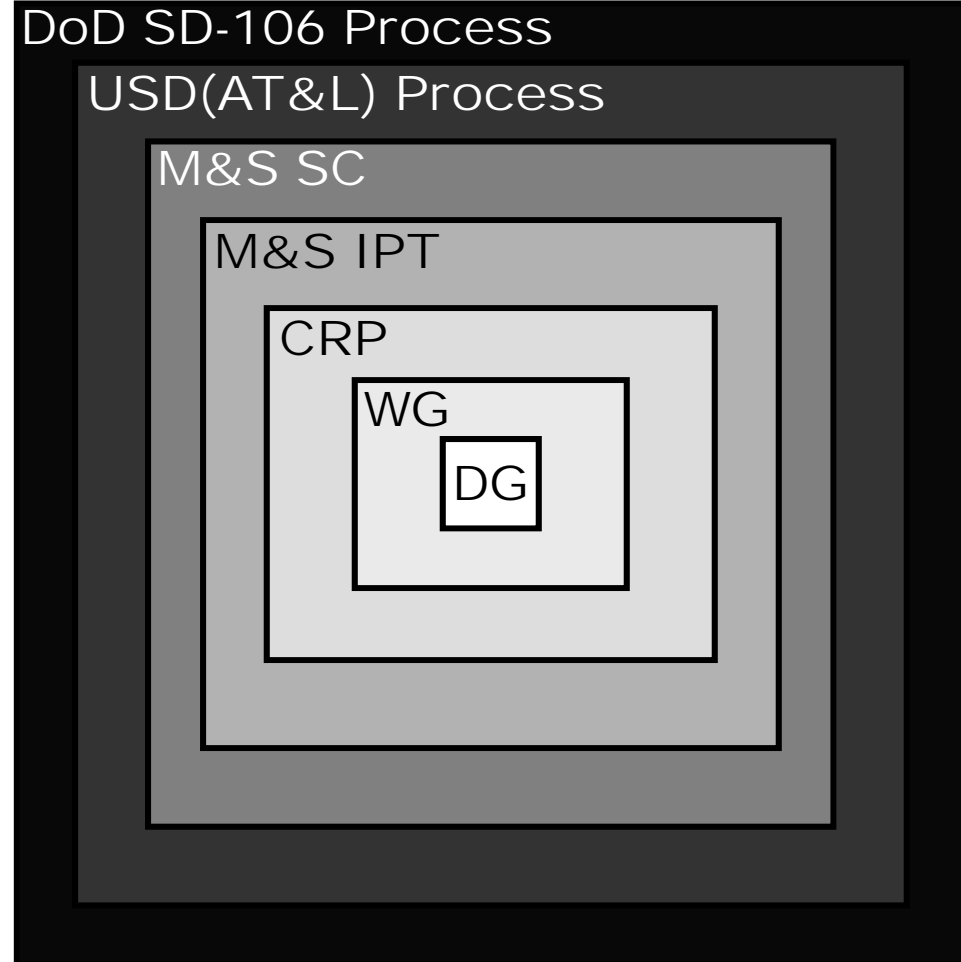 DoD SD-106 Process
USD(AT&L) Process
M&S SC
M&S IPT
CRP
WG
DG